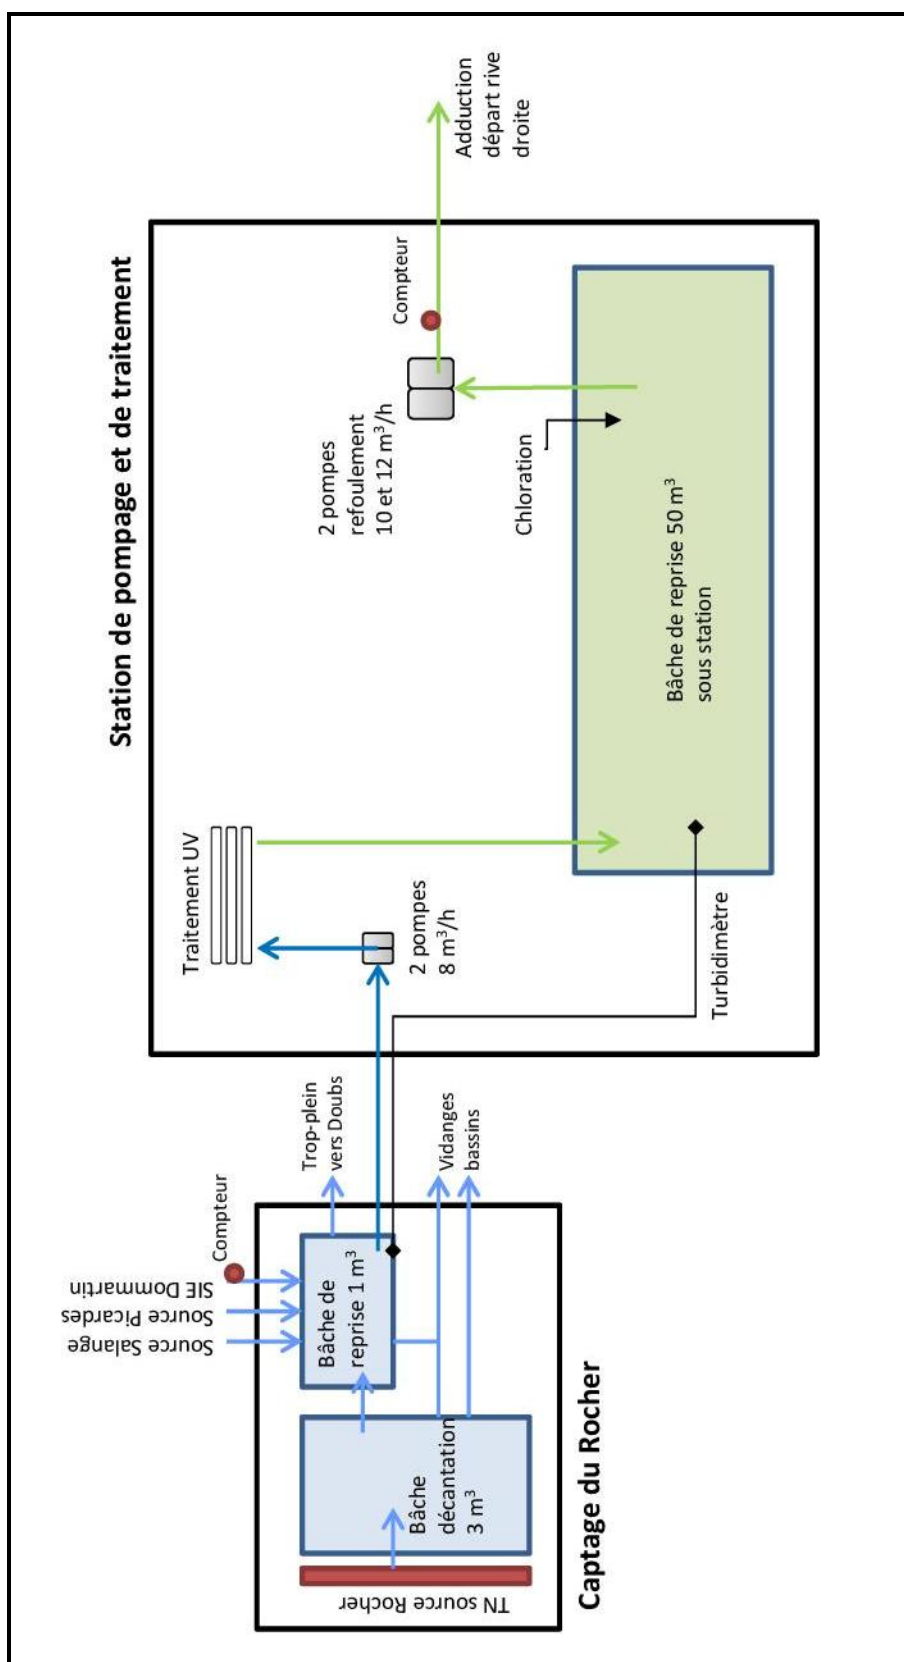 Station de pompage et de traitement
Traitement UV
2 pompes
8 m³/h
2 pompes
refoulement
10 et 12 m³/h
Compteur
Adduction
départ rive
droite
Chloration
Bâche de reprise 50 m³
sous station
Turbidimètre
Source Salange
Source Picardes
SIE Dommartin
Compteur
Trop-plein
vers Doubs
Bâche de
reprise 1 m³
Vidanges
bassins
Bâche
décantation
3 m³
TN source Rocher
Captage du Rocher